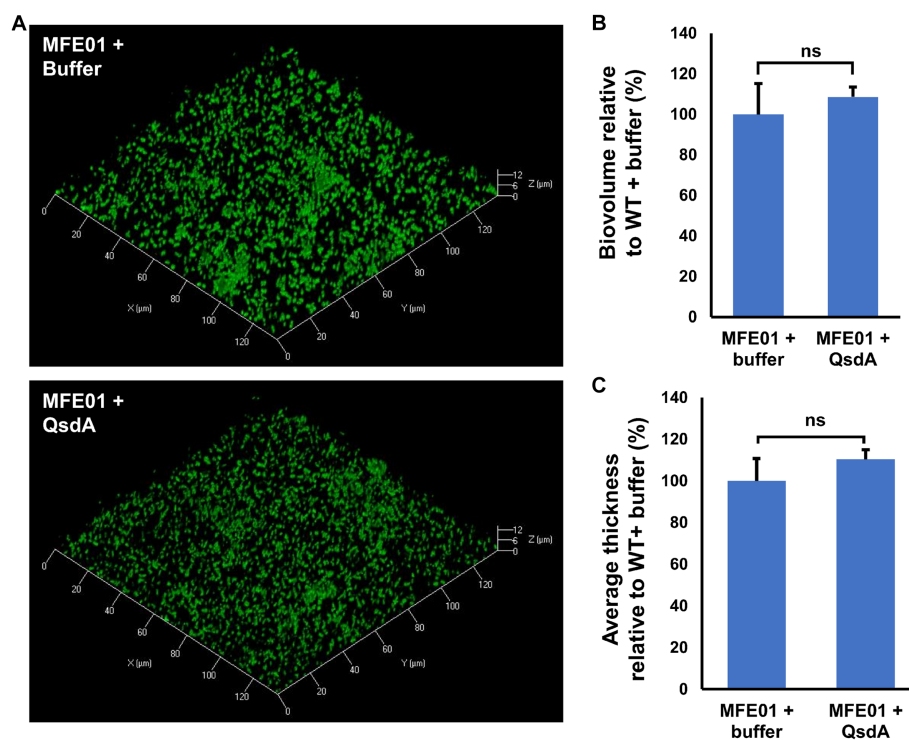 A
MFE01 +
Buffer
12
6
0
Z (µm)
0
20
40
60
80
100
120
X (µm)
0
20
40
60
80
100
120
Y (µm)
MFE01 +
QsdA
12
6
0
Z (µm)
0
20
40
60
80
100
120
X (µm)
0
20
40
60
80
100
120
Y (µm)
B
Biovolume relative
to WT + buffer (%)
140
120
100
80
60
40
20
0
ns
MFE01 +
buffer
MFE01 +
QsdA
C
Average thickness
relative to WT+ buffer (%)
140
120
100
80
60
40
20
0
ns
MFE01 +
buffer
MFE01 +
QsdA